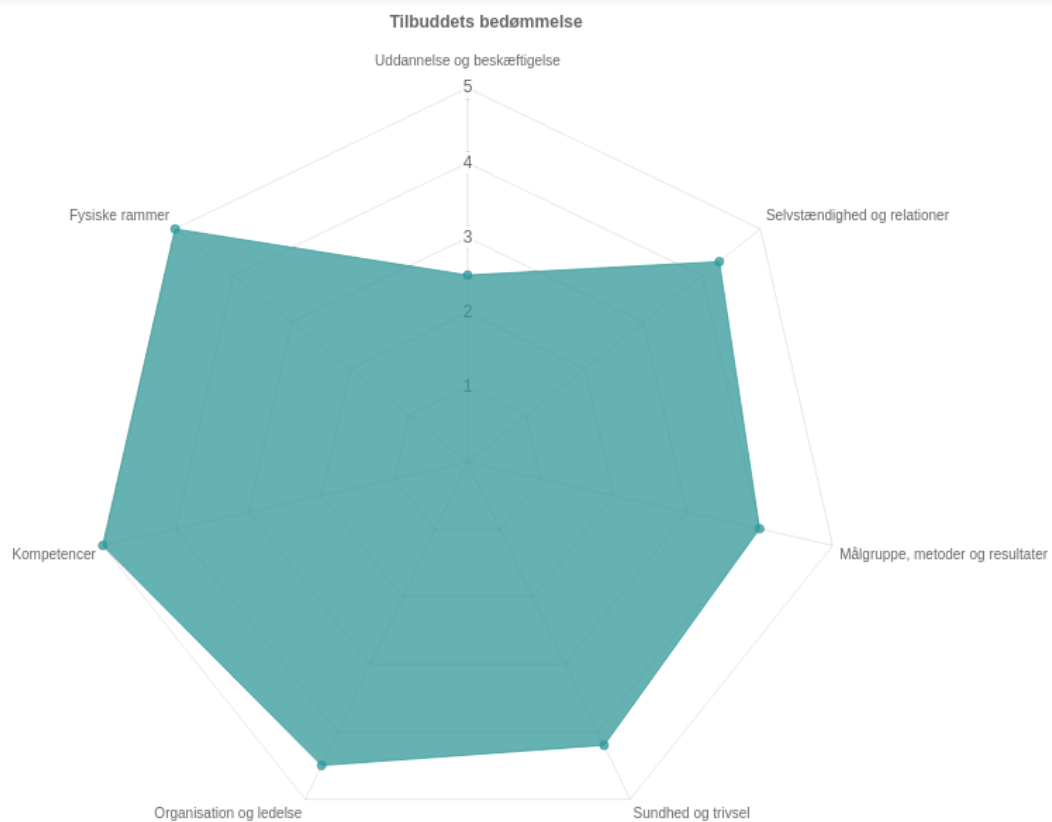 Tilbuddets bedømmelse
Uddannelse og beskæftigelse
5
4
3
2
1
Fysiske rammer
Selvstændighed og relationer
Kompetencer
Målgruppe, metoder og resultater
Organisation og ledelse
Sundhed og trivsel